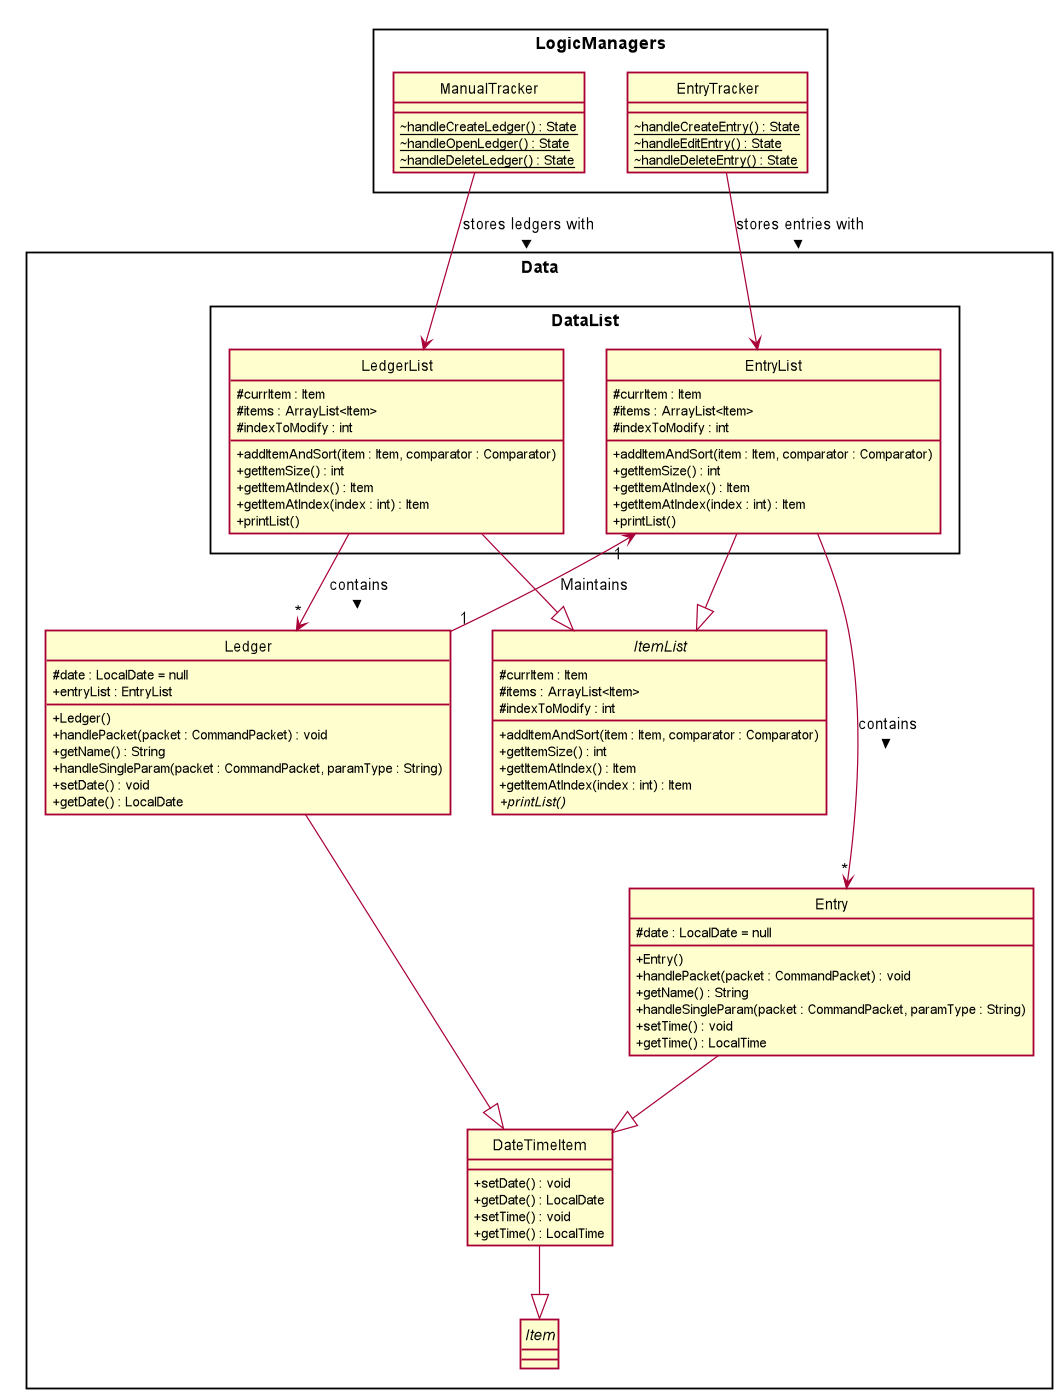 LogicManagers
ManualTracker
~handleCreateLedger() : State
~handleOpenLedger() : State
~handleDeleteLedger() : State
EntryTracker
~handleCreateEntry() : State
~handleEditEntry() : State
~handleDeleteEntry() : State
stores ledgers with
▼
stores entries with
▼
Data
DataList
LedgerList
#currItem : Item
#items : ArrayList<Item>
#indexToModify : int
+addItemAndSort(item : Item, comparator : Comparator)
+getItemSize() : int
+getItemAtIndex() : Item
+getItemAtIndex(index : int) : Item
+printList()
EntryList
#currItem : Item
#items : ArrayList<Item>
#indexToModify : int
+addItemAndSort(item : Item, comparator : Comparator)
+getItemSize() : int
+getItemAtIndex() : Item
+getItemAtIndex(index : int) : Item
+printList()
1
contains
▼
*
Maintains
1
Ledger
#date : LocalDate = null
+entryList : EntryList
+Ledger()
+handlePacket(packet : CommandPacket) : void
+getName() : String
+handleSingleParam(packet : CommandPacket, paramType : String)
+setDate() : void
+getDate() : LocalDate
ItemList
#currItem : Item
#items : ArrayList<Item>
#indexToModify : int
+addItemAndSort(item : Item, comparator : Comparator)
+getItemSize() : int
+getItemAtIndex() : Item
+getItemAtIndex(index : int) : Item
+printList()
contains
▼
*
Entry
#date : LocalDate = null
+Entry()
+handlePacket(packet : CommandPacket) : void
+getName() : String
+handleSingleParam(packet : CommandPacket, paramType : String)
+setTime() : void
+getTime() : LocalTime
DateTimeItem
+setDate() : void
+getDate() : LocalDate
+setTime() : void
+getTime() : LocalTime
Item